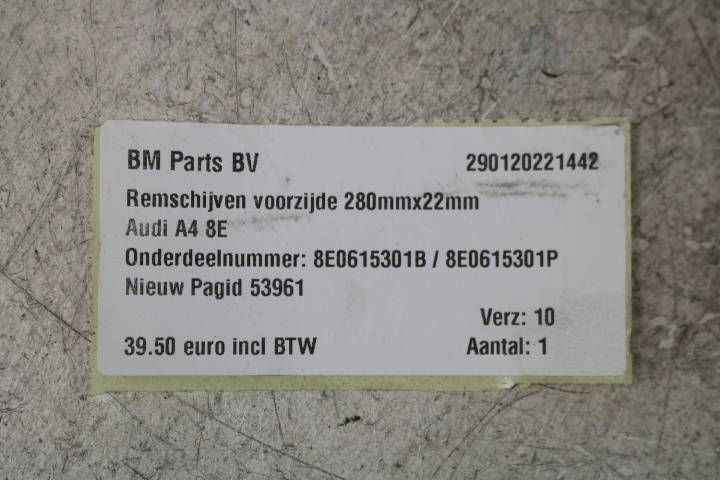 BM Parts BV 290120221442
Remschijven voorzijde 280mmx22mm
Audi A4 8E
Onderdeelnummer: 8E0615301B / 8E0615301P
Nieuw Pagid 53961
Verz: 10
39.50 euro incl BTW Aantal: 1